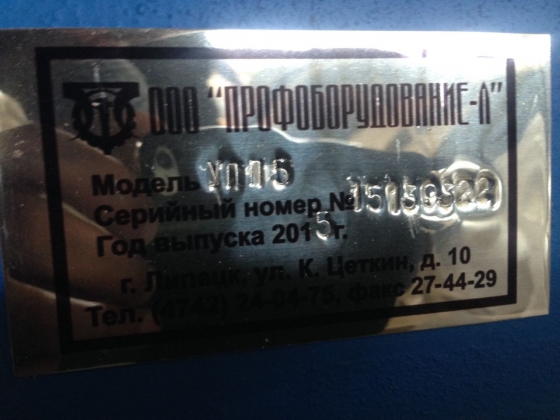 ООО "ПРОФОБОРУДОВАНИЕ-Л"
Модель УПП5
Серийный номер №
Год выпуска 2015 г.
г. Липецк, ул. К. Цеткин, д. 10
Тел. (4742) 24-04-75, факс 27-44-29